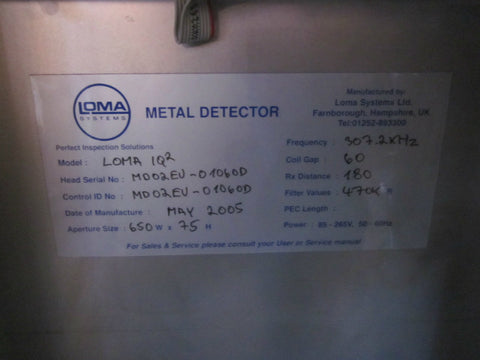 LOMA
SYSTEMS
METAL DETECTOR
Manufactured by:
Loma Systems Ltd.
Farnborough, Hampshire, UK
Tel:01252-893300
Perfect Inspection Solutions
Model : LOMA IQ2
Head Serial No : MD02EU-01060D
Control ID No : MD02EU-01060D
Date of Manufacture : MAY 2005
Aperture Size : 650 W x 75 H
Frequency : 307.2KHz
Coil Gap : 60
Rx Distance : 180
Filter Values : 470K R
PEC Length :
Power : 85 - 265V, 50 - 60Hz
For Sales & Service please consult your User or Service manual